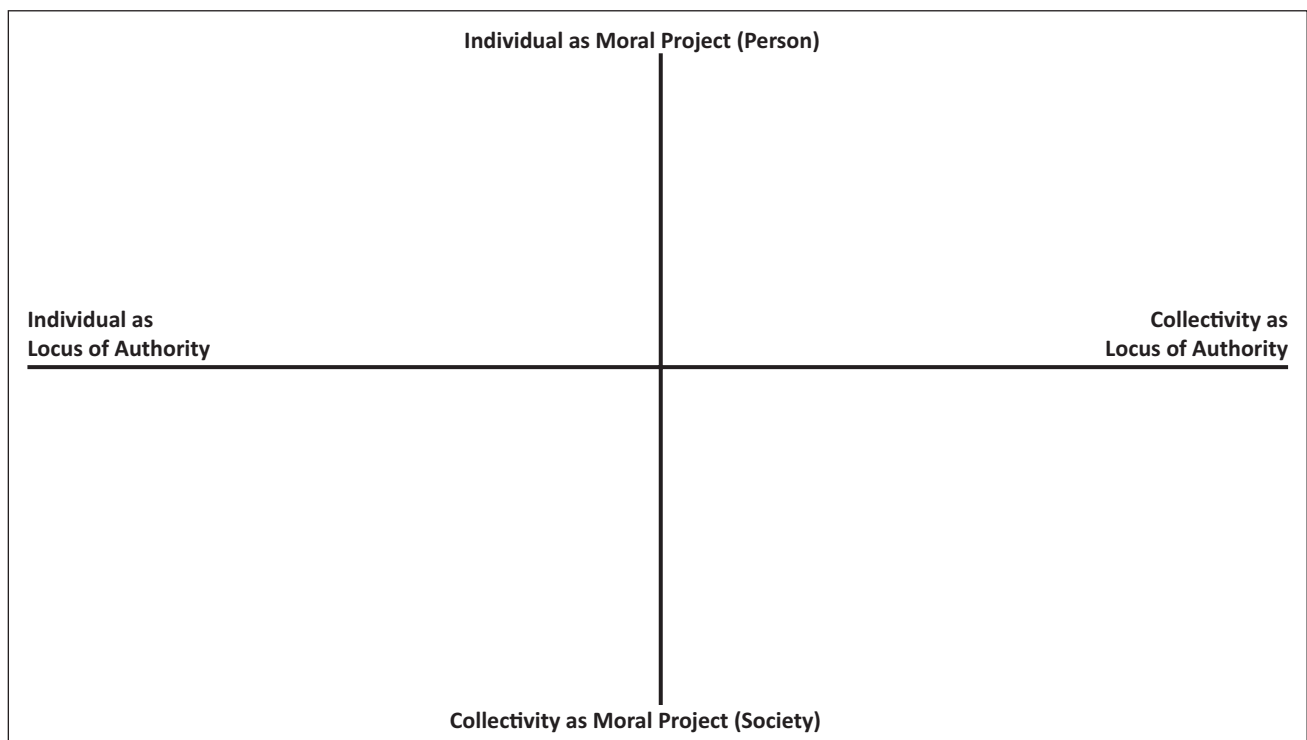 Individual as Moral Project (Person)
Individual as
Locus of Authority
Collectivity as
Locus of Authority
Collectivity as Moral Project (Society)